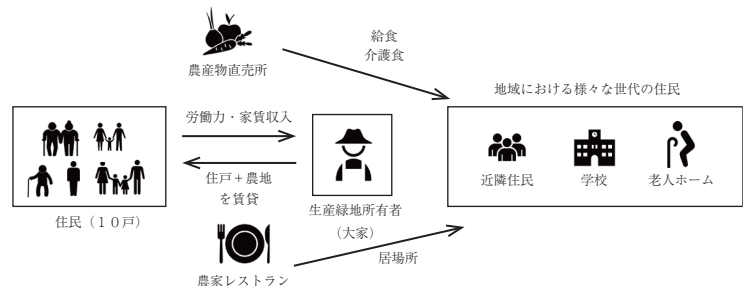 給食
介護食
農産物直売所
地域における様々な世代の住民
労働力・家賃収入
住戸＋農地
を賃貸
近隣住民
学校
老人ホーム
住民（１０戸）
生産緑地所有者
（大家）
居場所
農家レストラン